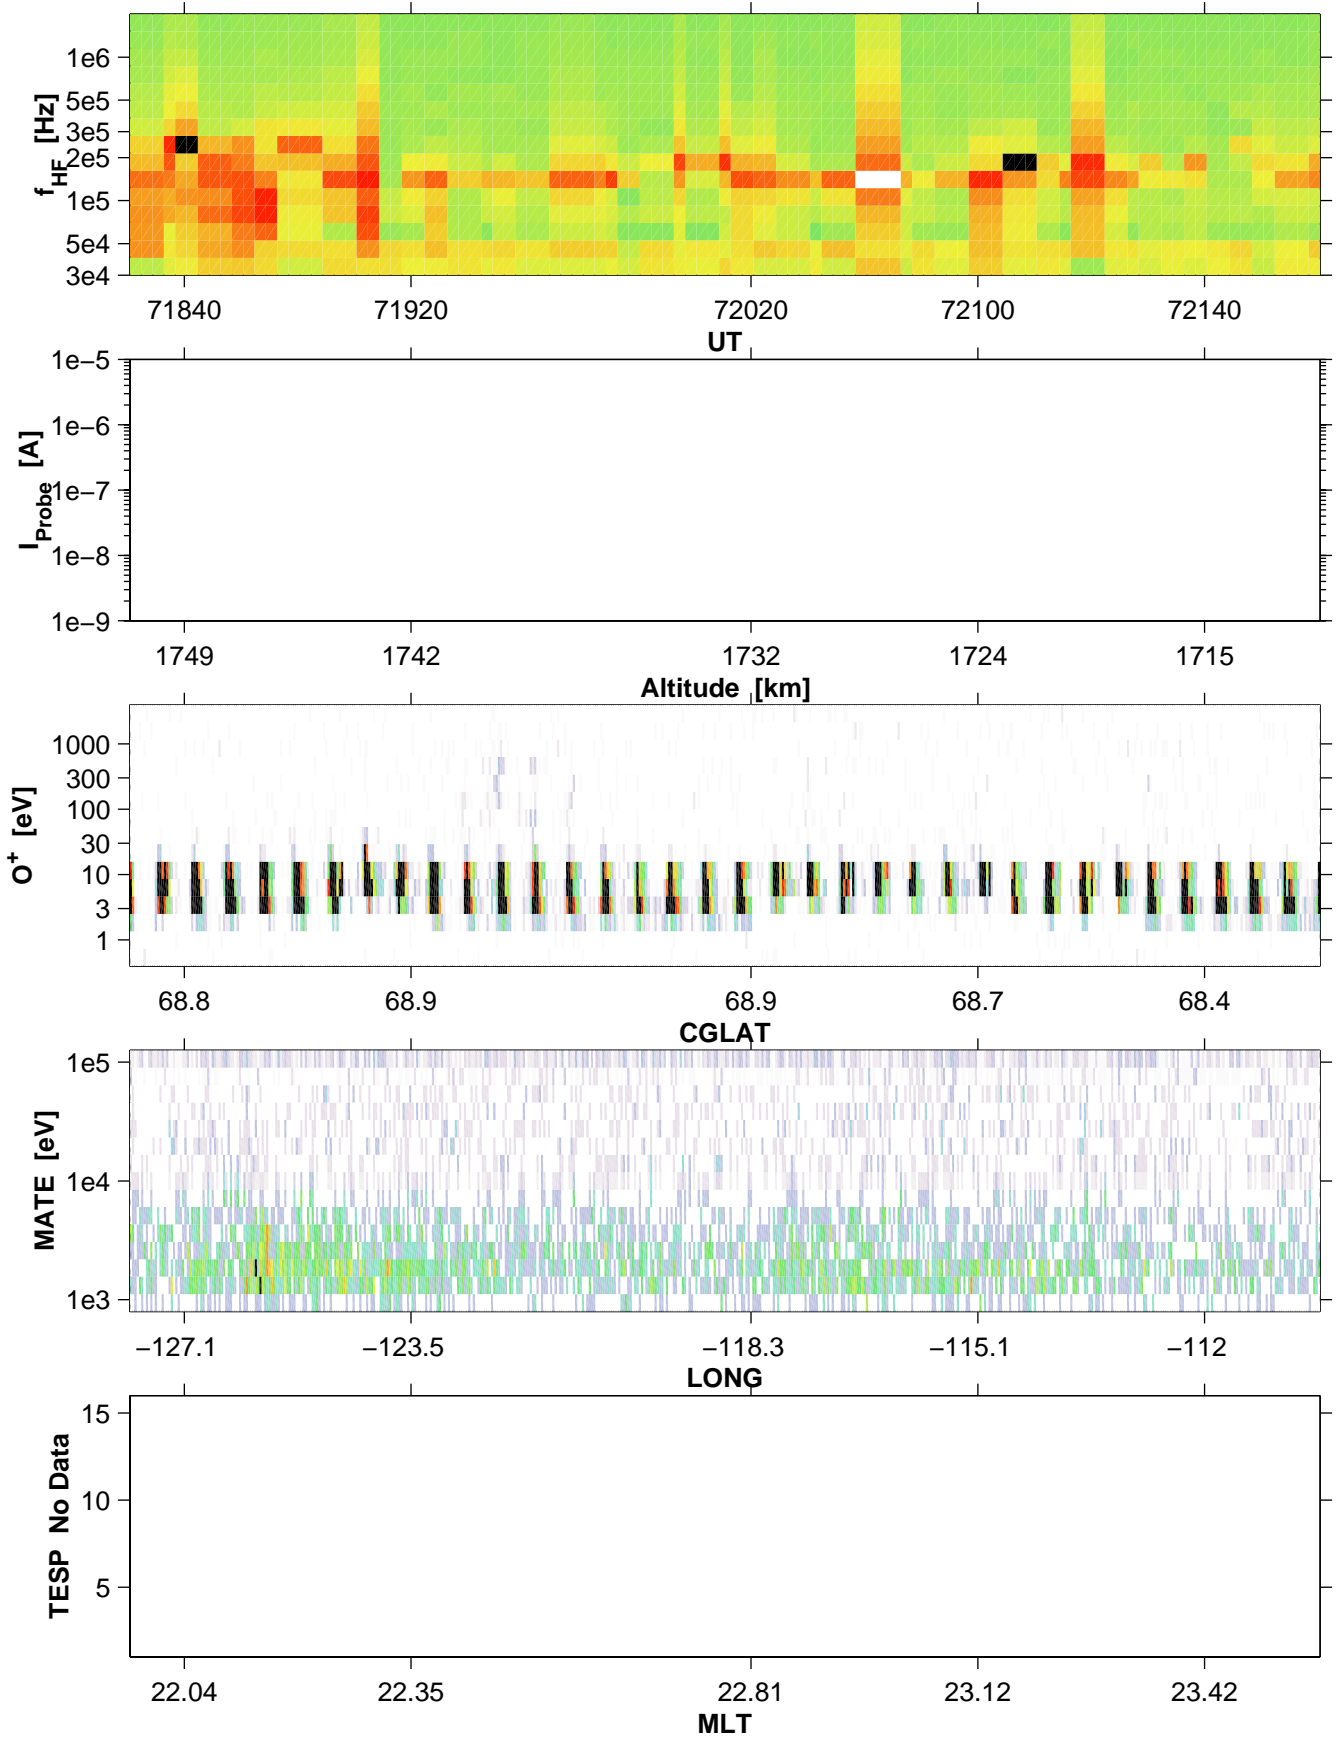 1e6
5e5
3e5
2e5
1e5
5e4
3e4
f_HF [Hz]
71840 71920 72020 72100 72140
UT
1e−5
1e−6
1e−7
1e−8
1e−9
I_Probe [A]
1749 1742 1732 1724 1715
Altitude [km]
1000
300
100
30
10
3
1
O⁺ [eV]
68.8 68.9 68.9 68.7 68.4
CGLAT
1e5
1e4
1e3
MATE [eV]
−127.1 −123.5 −118.3 −115.1 −112
LONG
15
10
5
TESP No Data
22.04 22.35 22.81 23.12 23.42
MLT